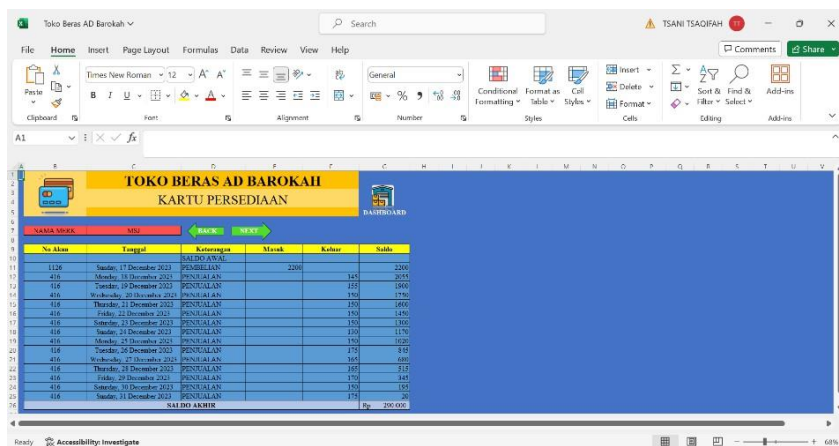 Toko Beras AD Barokah
Search
TSANI TSAQIFAH TT
File Home Insert Page Layout Formulas Data Review View Help Comments Share
Paste Times New Roman 12 A^ A˅ General Conditional Formatting Format as Table Cell Styles Insert Delete Format Sort & Filter Find & Select Add-ins
B I U A %
Clipboard Font Alignment Number Styles Cells Editing Add-ins
A1 fx
A B C D E F G H I J K L M N O P Q R S T U V
TOKO BERAS AD BAROKAH
KARTU PERSEDIAAN
DASHBOARD
NAMA MERK MSJ BACK NEXT
No Akun Tanggal Keterangan Masuk Keluar Saldo
SALDO AWAL
1126 Sunday, 17 December 2023 PEMBELIAN 2200 2200
416 Monday, 18 December 2023 PENJUALAN 145 2055
416 Tuesday, 19 December 2023 PENJUALAN 155 1900
416 Wednesday, 20 December 2023 PENJUALAN 150 1750
416 Thursday, 21 December 2023 PENJUALAN 150 1600
416 Friday, 22 December 2023 PENJUALAN 150 1450
416 Saturday, 23 December 2023 PENJUALAN 150 1300
416 Sunday, 24 December 2023 PENJUALAN 130 1170
416 Monday, 25 December 2023 PENJUALAN 150 1020
416 Tuesday, 26 December 2023 PENJUALAN 175 845
416 Wednesday, 27 December 2023 PENJUALAN 165 680
416 Thursday, 28 December 2023 PENJUALAN 165 515
416 Friday, 29 December 2023 PENJUALAN 170 345
416 Saturday, 30 December 2023 PENJUALAN 150 195
416 Sunday, 31 December 2023 PENJUALAN 175 20
SALDO AKHIR Rp 290.000
Ready Accessibility: Investigate 68%